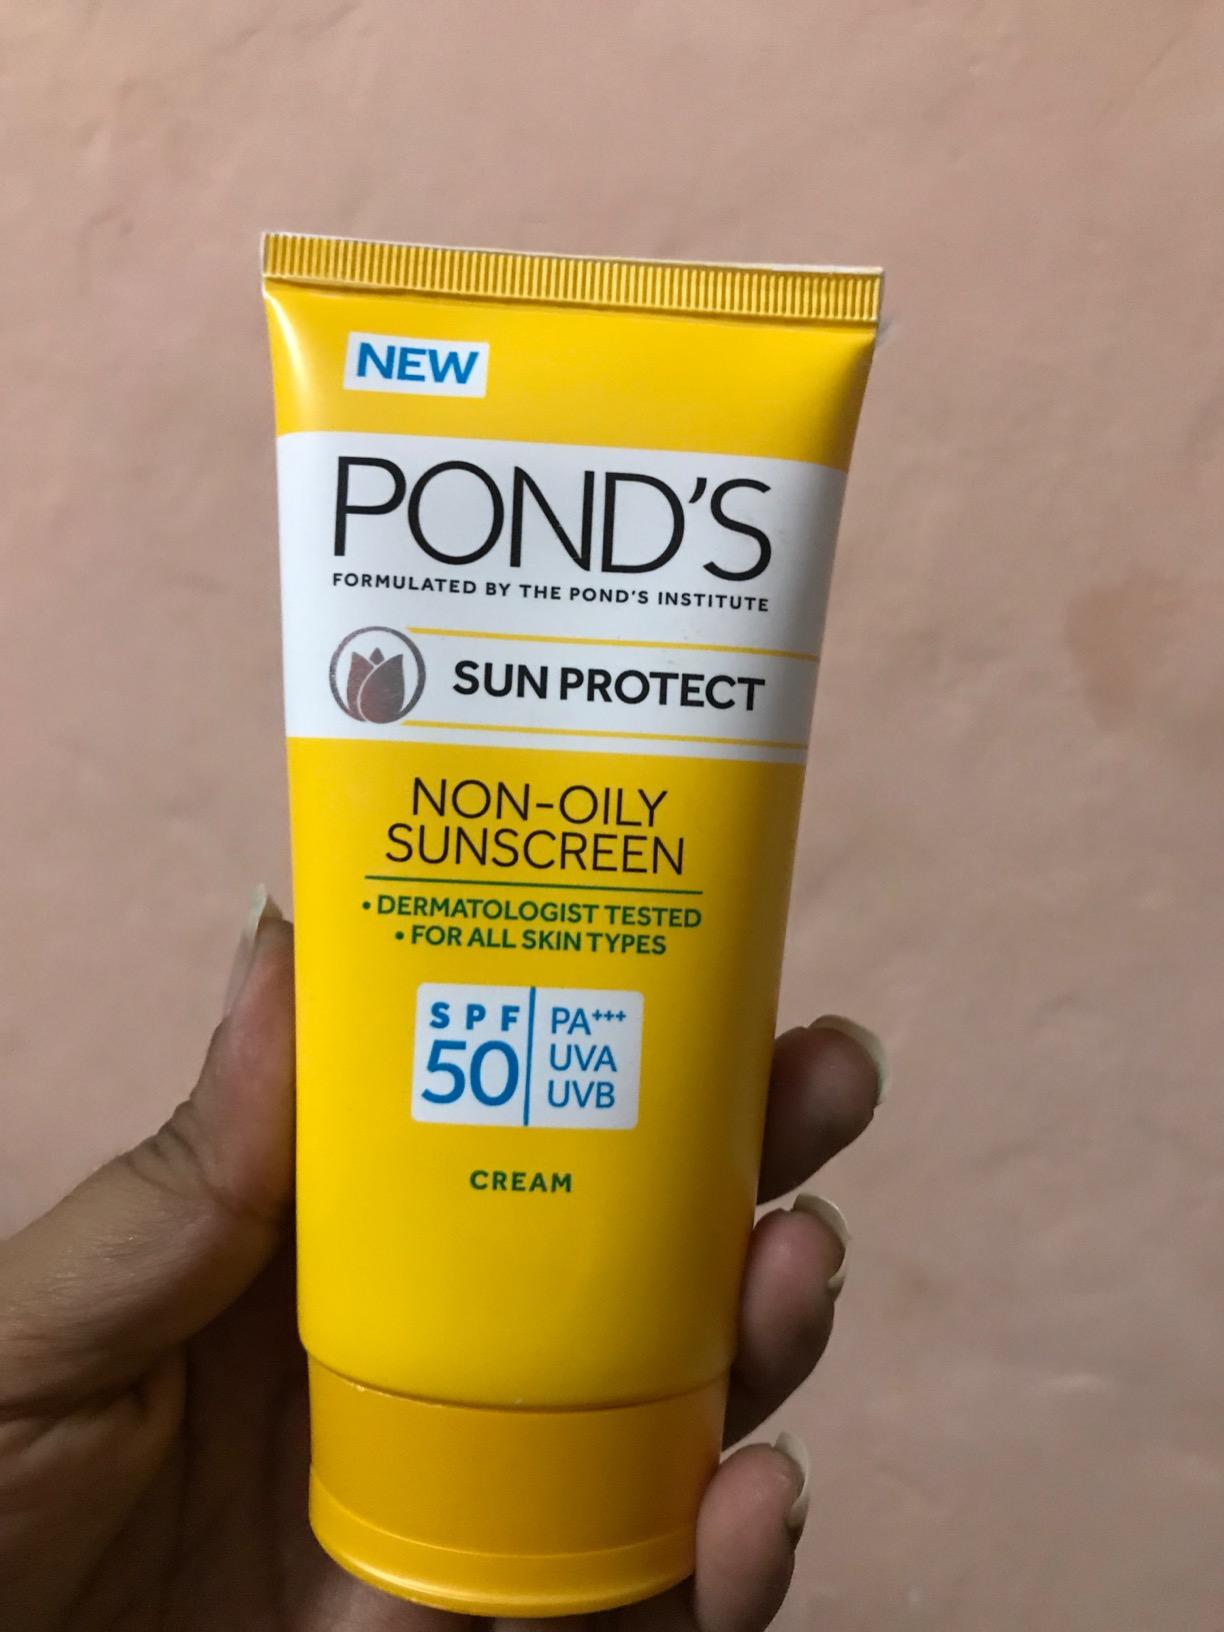 NEW
POND'S
FORMULATED BY THE POND'S INSTITUTE
SUN PROTECT
NON-OILY
SUNSCREEN
• DERMATOLOGIST TESTED
• FOR ALL SKIN TYPES
SPF
50
PA+++
UVA
UVB
CREAM